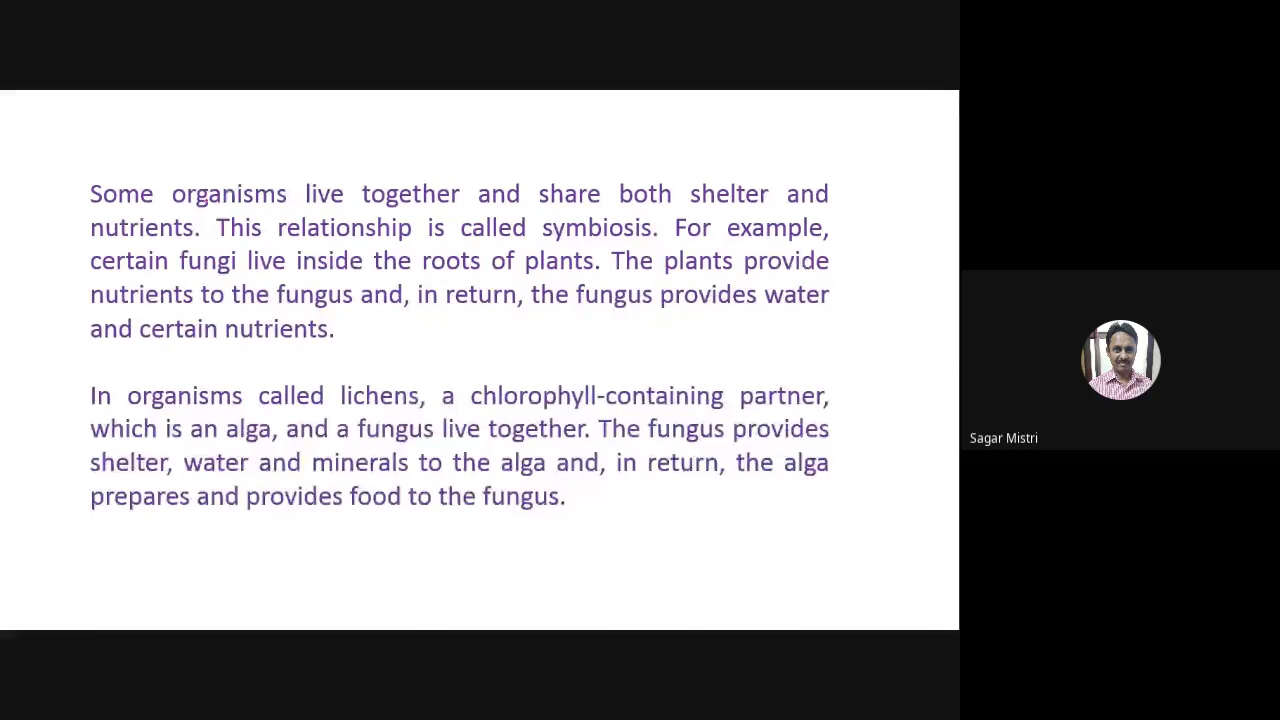 Some organisms live together and share both shelter and
nutrients. This relationship is called symbiosis. For example,
certain fungi live inside the roots of plants. The plants provide
nutrients to the fungus and, in return, the fungus provides water
and certain nutrients.
In organisms called lichens, a chlorophyll-containing partner,
which is an alga, and a fungus live together. The fungus provides
shelter, water and minerals to the alga and, in return, the alga
prepares and provides food to the fungus.
Sagar Mistri